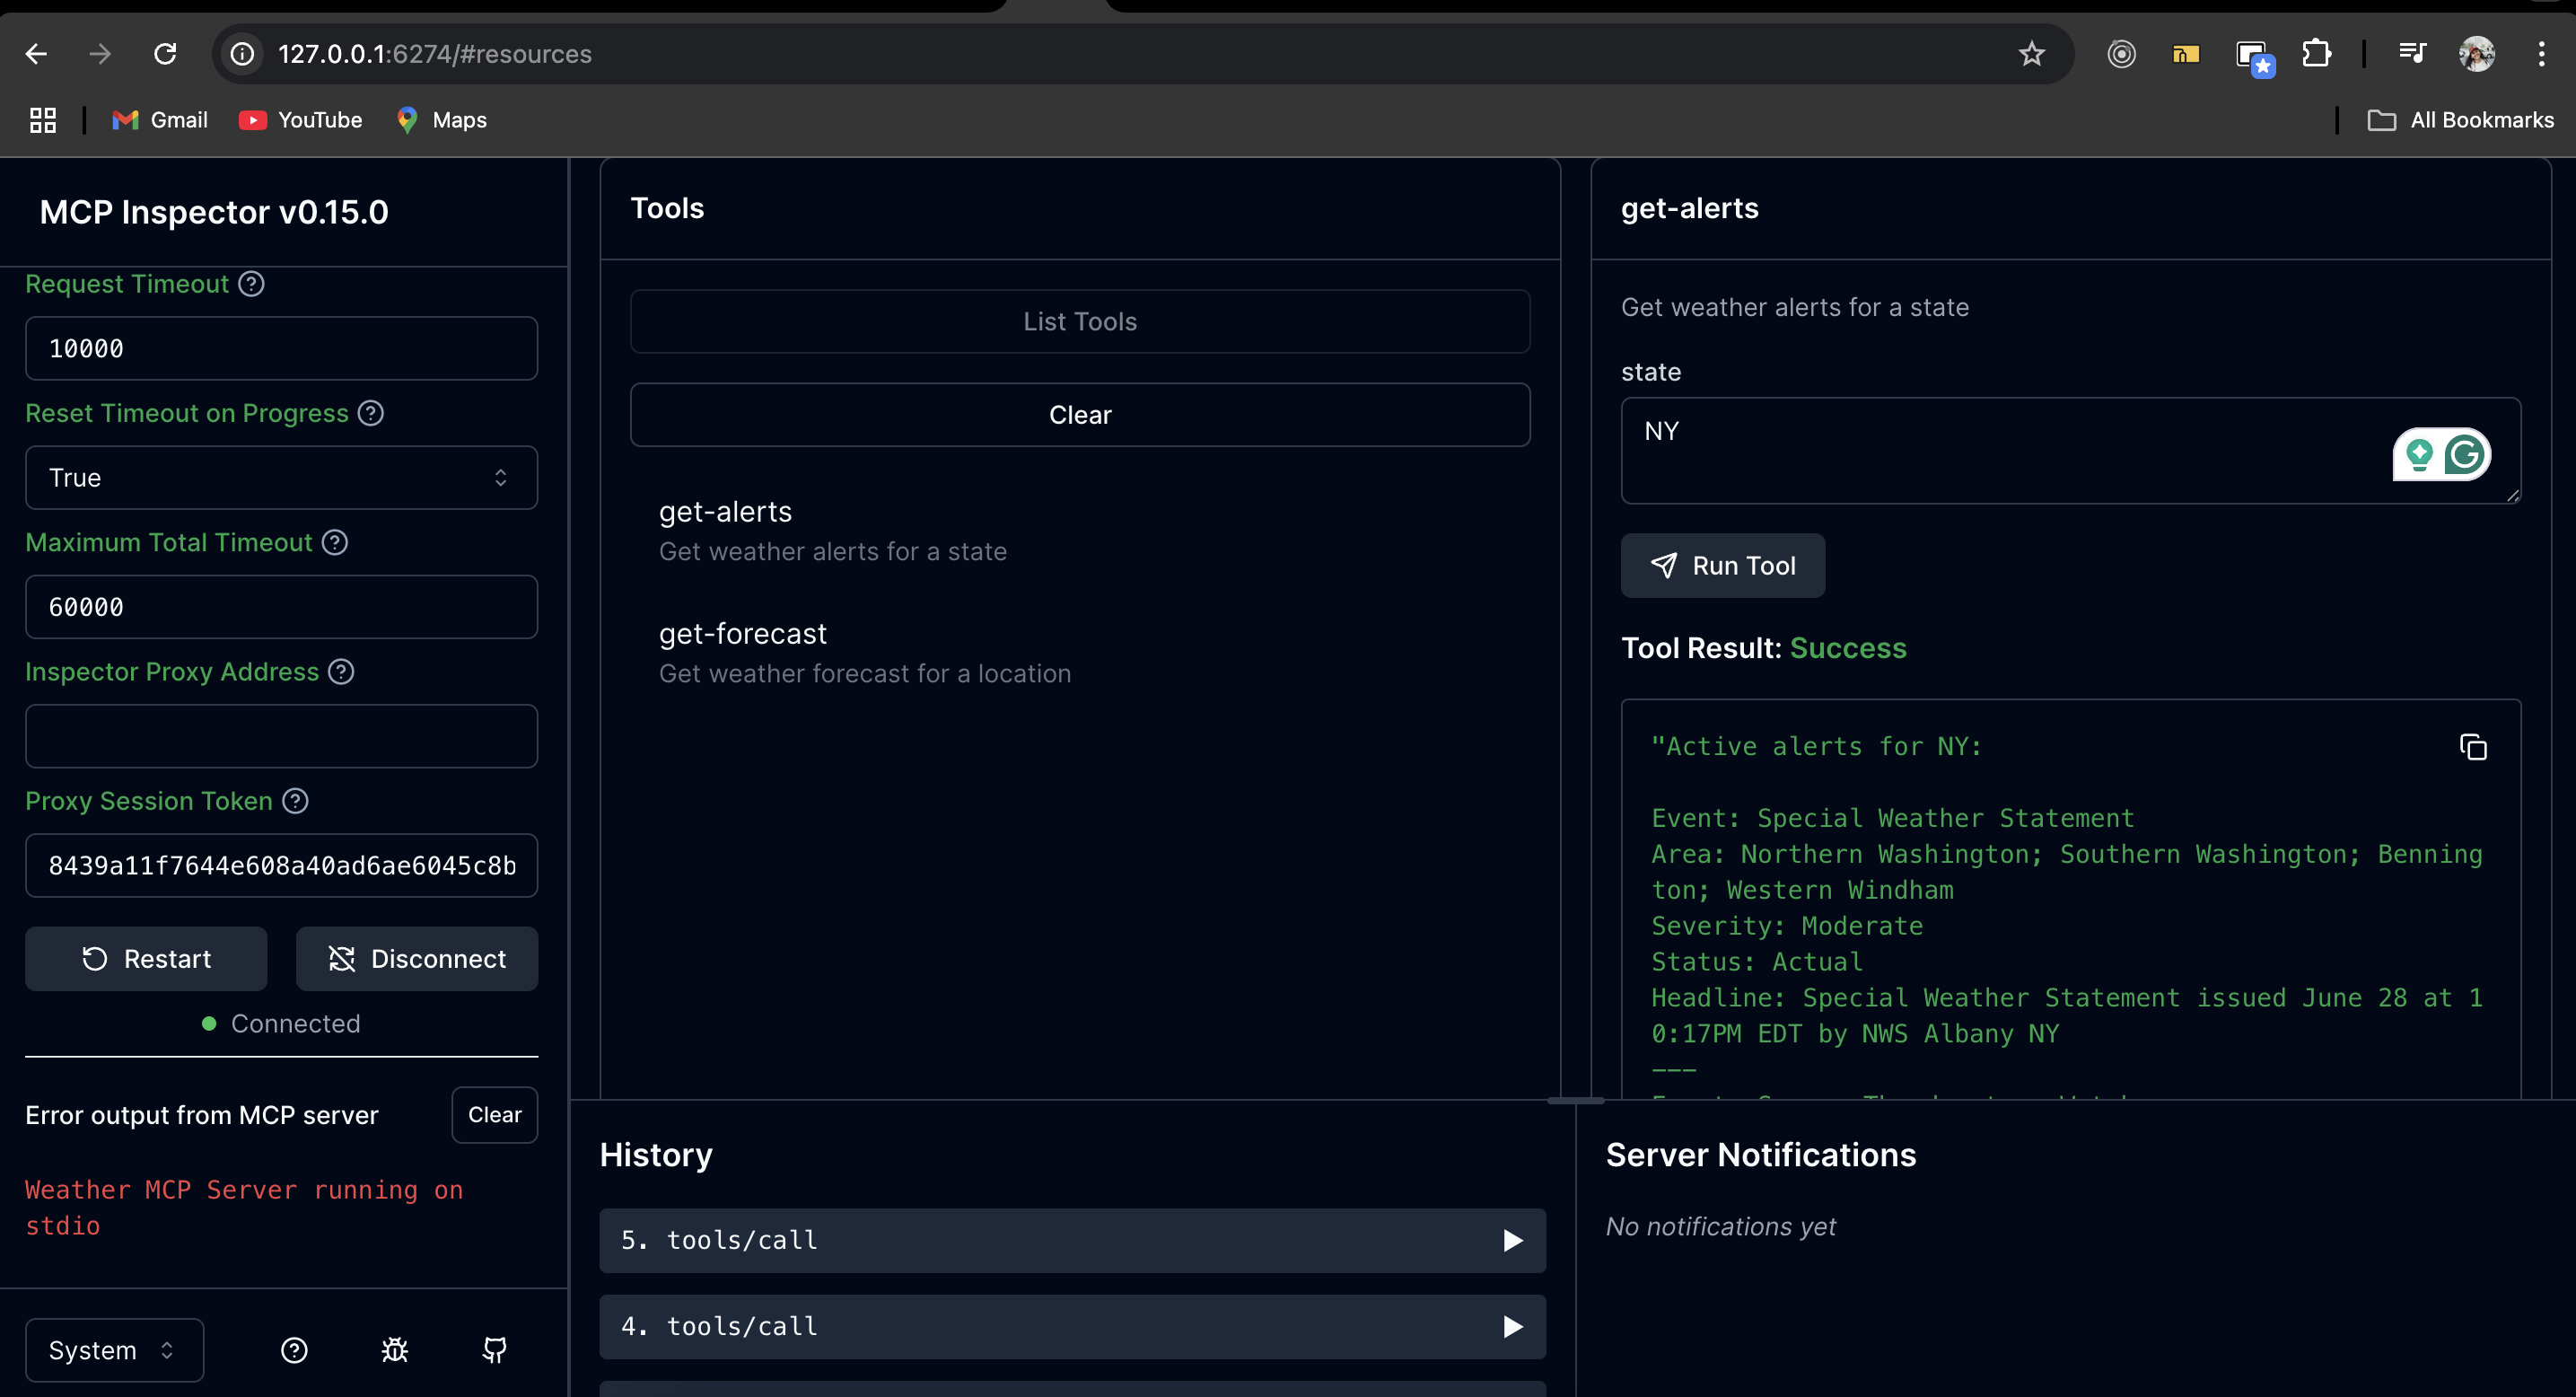 127.0.0.1:6274/#resources
Gmail
YouTube
Maps
All Bookmarks
MCP Inspector v0.15.0
Request Timeout
10000
Reset Timeout on Progress
True
Maximum Total Timeout
60000
Inspector Proxy Address
Proxy Session Token
8439a11f7644e608a40ad6ae6045c8b
Restart
Disconnect
Connected
Error output from MCP server
Clear
Weather MCP Server running on
stdio
System
Tools
List Tools
Clear
get-alerts
Get weather alerts for a state
get-forecast
Get weather forecast for a location
get-alerts
Get weather alerts for a state
state
NY
Run Tool
Tool Result: Success
"Active alerts for NY:
Event: Special Weather Statement
Area: Northern Washington; Southern Washington; Benning
ton; Western Windham
Severity: Moderate
Status: Actual
Headline: Special Weather Statement issued June 28 at 1
0:17PM EDT by NWS Albany NY
---
History
5. tools/call
4. tools/call
Server Notifications
No notifications yet